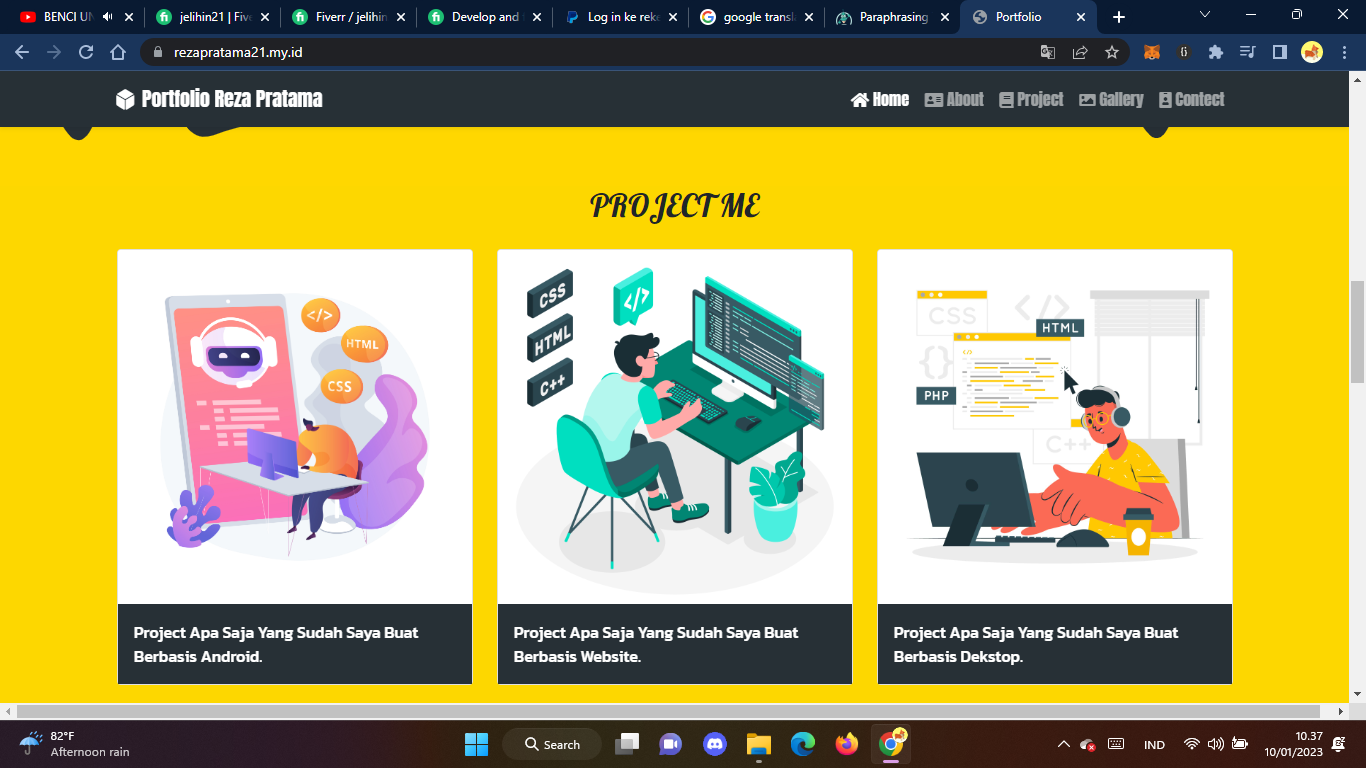 BENCI UN
jelihin21 | Five
Fiverr / jelihin
Develop and
Log in ke reke
google transla
Paraphrasing
Portfolio
rezapratama21.my.id
Portfolio Reza Pratama
Home
About
Project
Gallery
Contect
PROJECT ME
</>
HTML
CSS
CSS
</>
HTML
C++
CSS
</>
HTML
{}
PHP
C++
Project Apa Saja Yang Sudah Saya Buat
Berbasis Android.
Project Apa Saja Yang Sudah Saya Buat
Berbasis Website.
Project Apa Saja Yang Sudah Saya Buat
Berbasis Dekstop.
82°F
Afternoon rain
Search
IND
10.37
10/01/2023